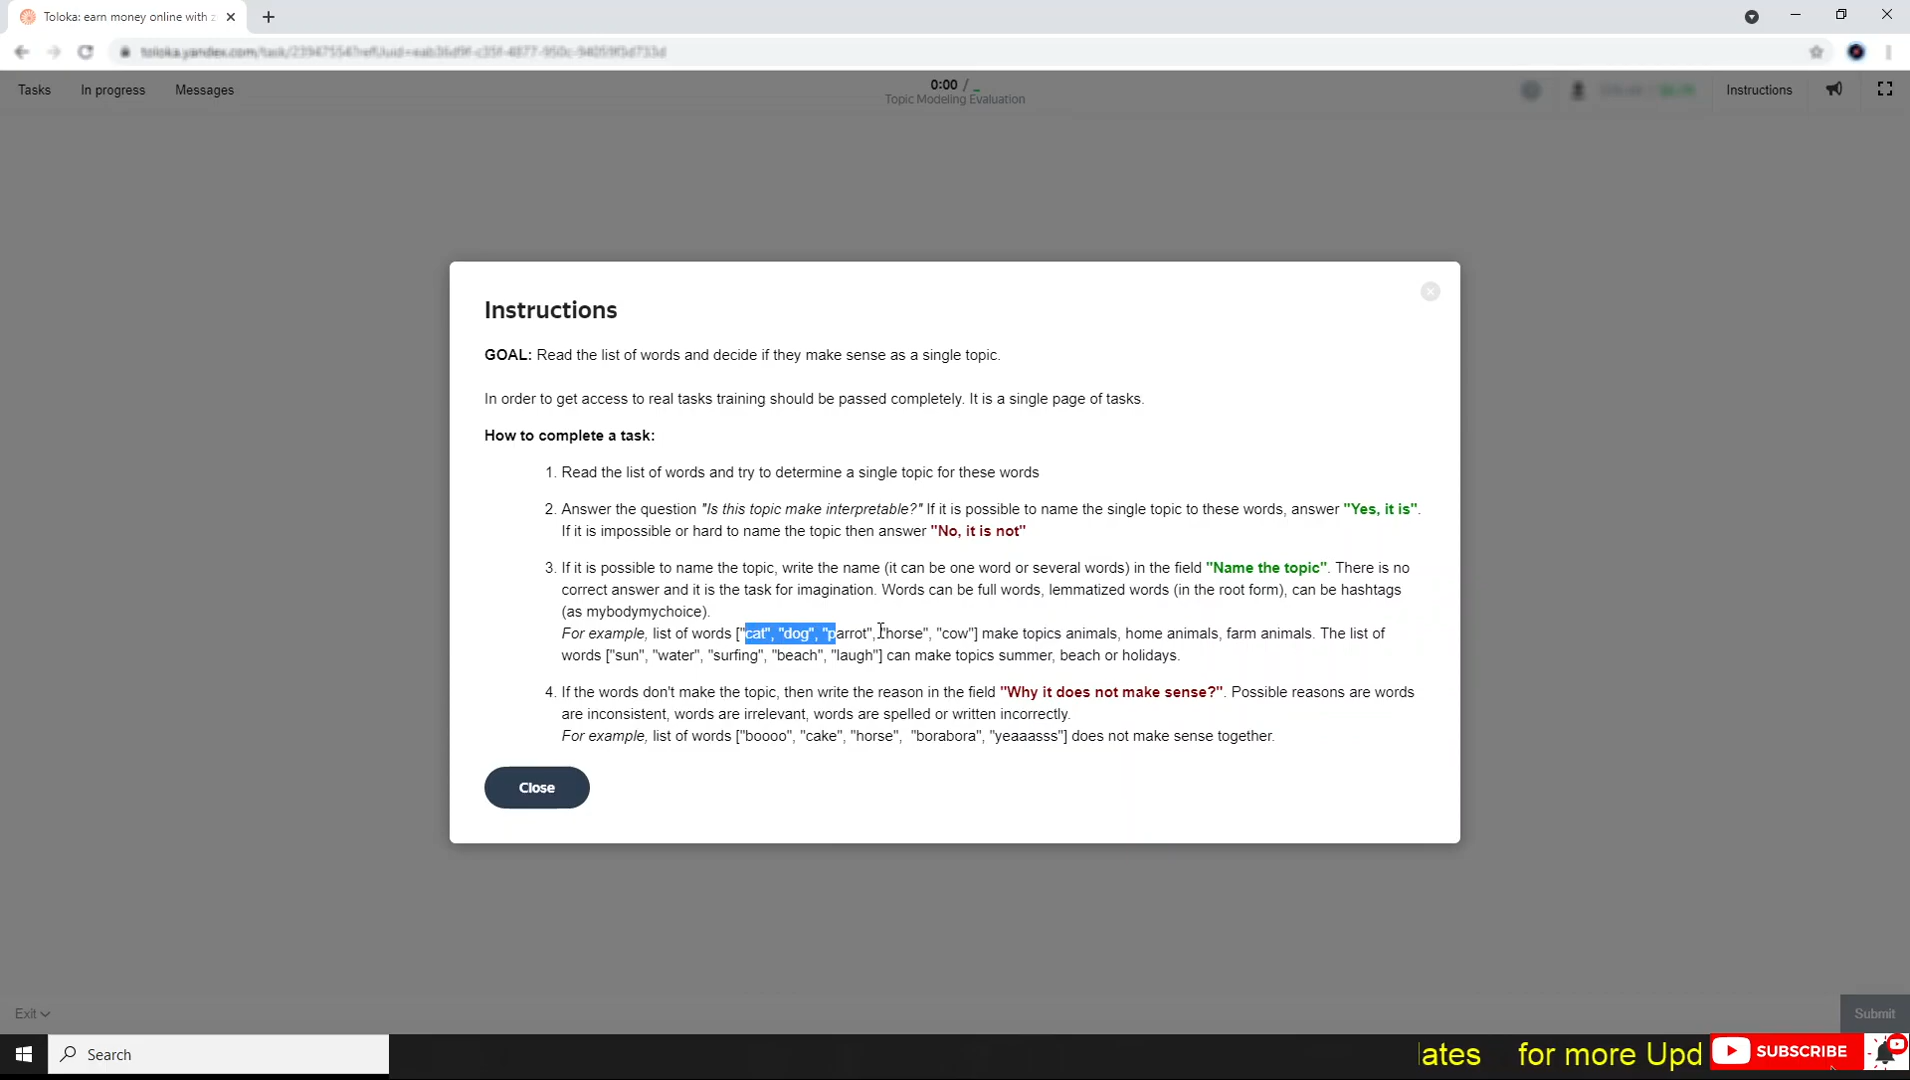 Toloka: earn money online with z
Tasks
In progress
Messages
0:00 / _
Topic Modeling Evaluation
Instructions
Instructions
GOAL: Read the list of words and decide if they make sense as a single topic.
In order to get access to real tasks training should be passed completely. It is a single page of tasks.
How to complete a task:
1. Read the list of words and try to determine a single topic for these words
2. Answer the question "Is this topic make interpretable?" If it is possible to name the single topic to these words, answer "Yes, it is".
If it is impossible or hard to name the topic then answer "No, it is not"
3. If it is possible to name the topic, write the name (it can be one word or several words) in the field "Name the topic". There is no
correct answer and it is the task for imagination. Words can be full words, lemmatized words (in the root form), can be hashtags
(as mybodymychoice).
For example, list of words ["cat", "dog", "parrot", "horse", "cow"] make topics animals, home animals, farm animals. The list of
words ["sun", "water", "surfing", "beach", "laugh"] can make topics summer, beach or holidays.
4. If the words don't make the topic, then write the reason in the field "Why it does not make sense?". Possible reasons are words
are inconsistent, words are irrelevant, words are spelled or written incorrectly.
For example, list of words ["boooo", "cake", "horse", "borabora", "yeaaasss"] does not make sense together.
Close
Exit
Submit
Search
ates for more Upd
SUBSCRIBE